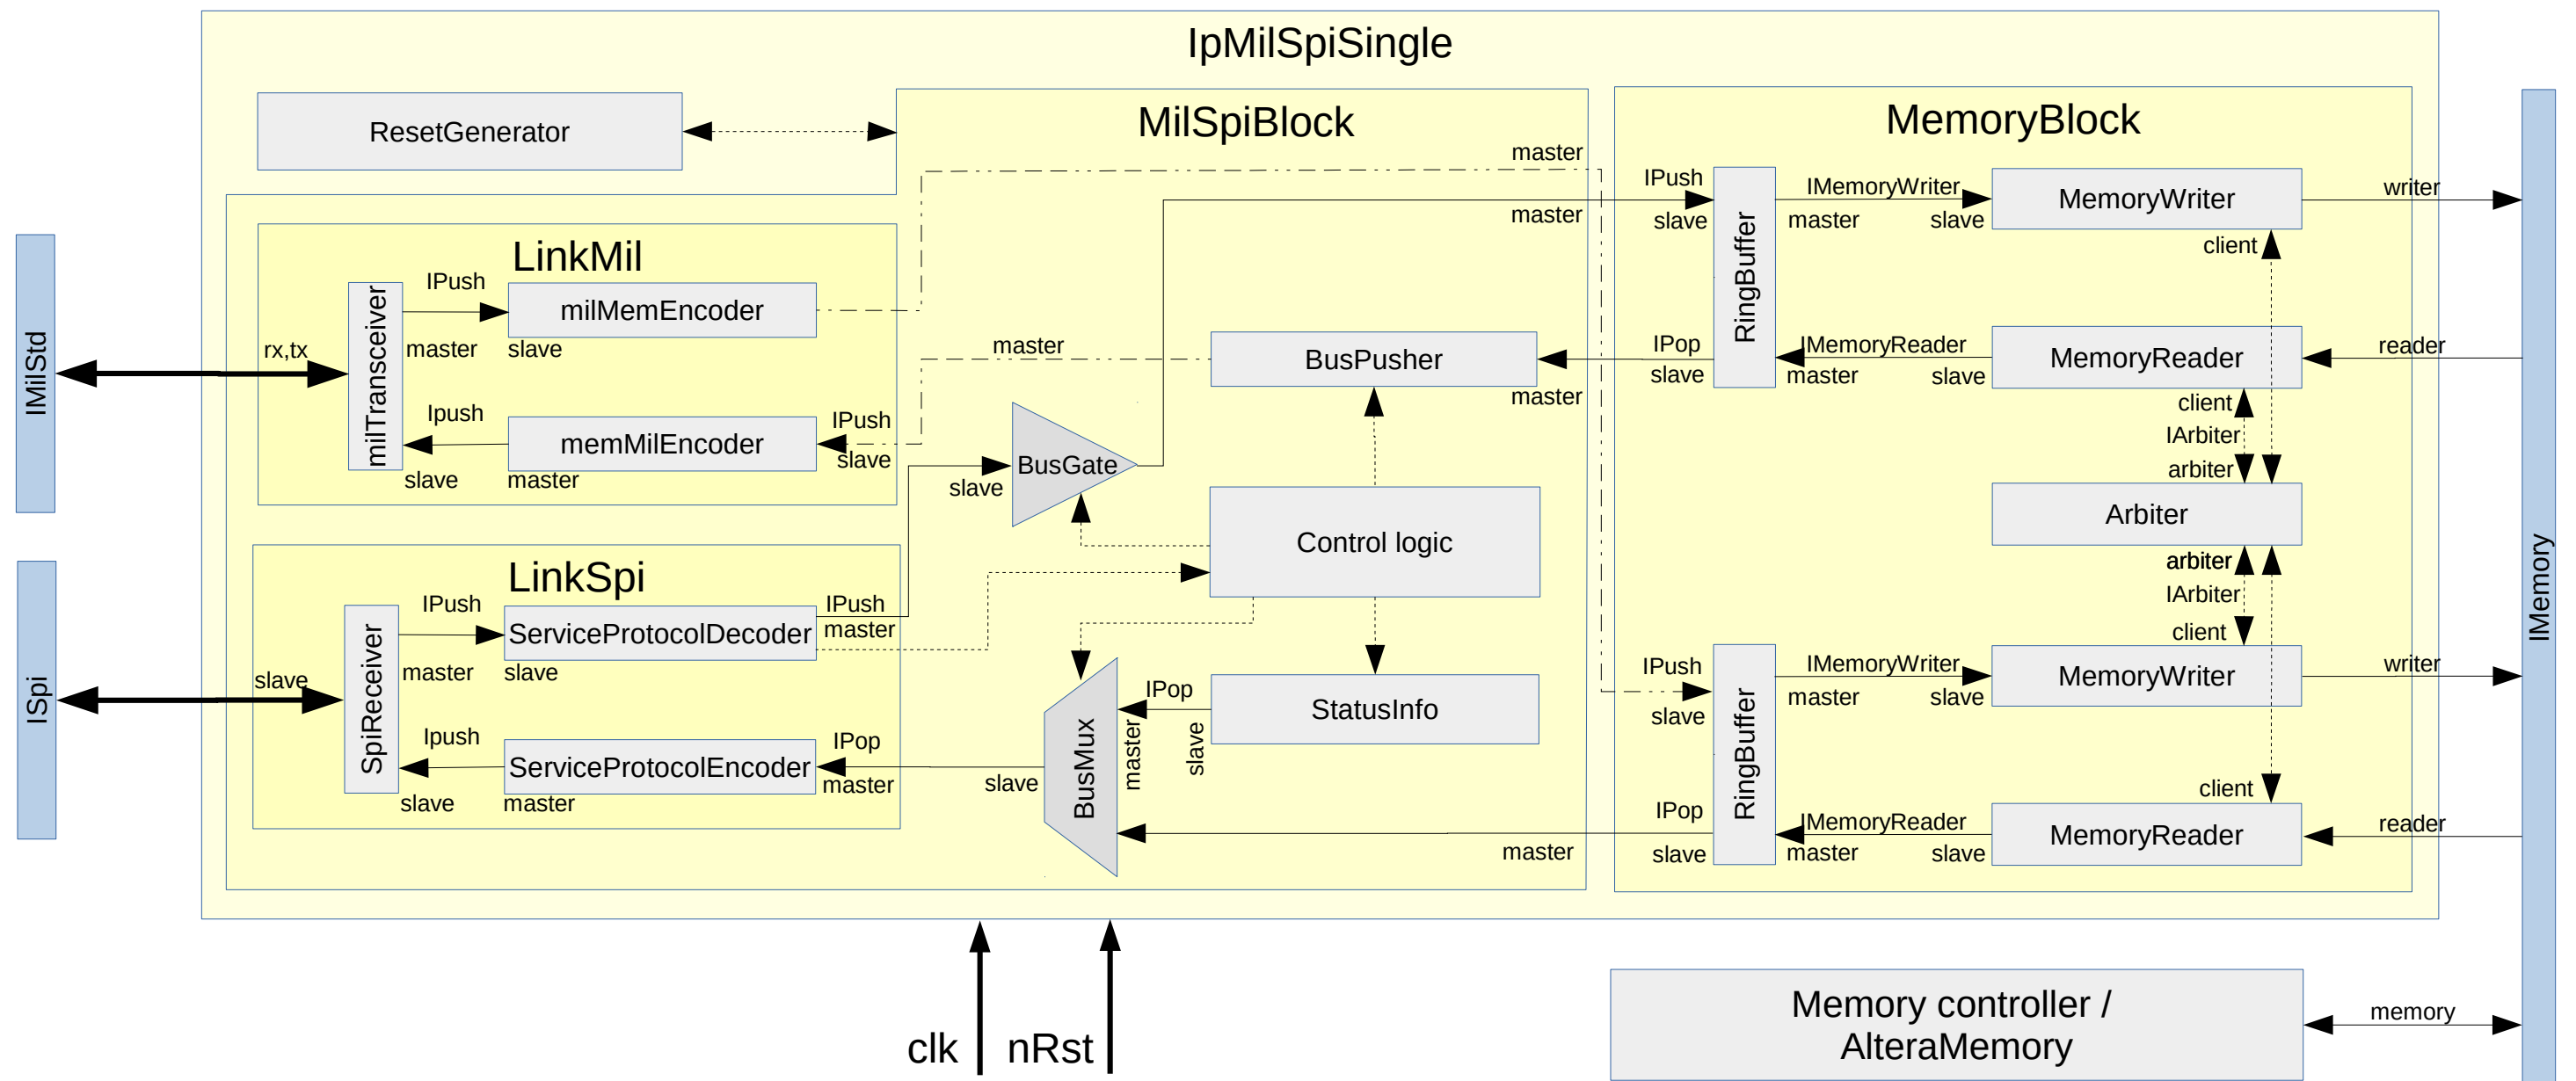 IpMilSpiSingle
ResetGenerator
MilSpiBlock
MemoryBlock
master
IPush
master
slave
RingBuffer
IMemoryWriter
master
slave
MemoryWriter
writer
client
LinkMil
IMilStd
rx,tx
milTransceiver
IPush
master
milMemEncoder
slave
Ipush
slave
memMilEncoder
master
IPush
slave
master
BusPusher
master
IPop
slave
IMemoryReader
master
slave
MemoryReader
reader
client
IArbiter
arbiter
Arbiter
arbiter
IArbiter
client
slave
BusGate
Control logic
IMemory
LinkSpi
ISpi
slave
SpiReceiver
IPush
master
ServiceProtocolDecoder
slave
IPush
master
Ipush
slave
ServiceProtocolEncoder
master
IPop
master
slave
BusMux
IPop
master
slave
StatusInfo
IPush
slave
RingBuffer
IMemoryWriter
master
slave
MemoryWriter
writer
client
IPop
master
slave
IMemoryReader
master
slave
MemoryReader
reader
clk
nRst
Memory controller /
AlteraMemory
memory